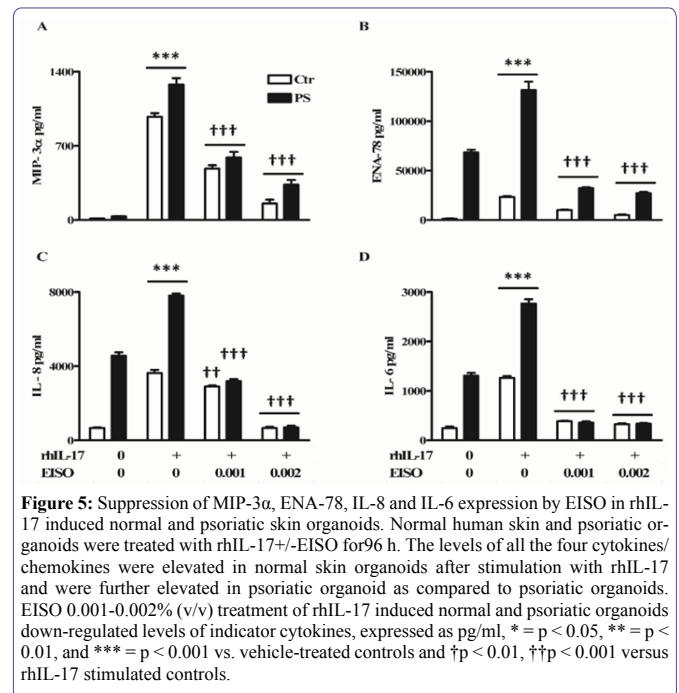 A
B
***
***
1400
150000
Ctr
PS
100000
†††
700
†††
†††
†††
50000
MIP- 3α pg/ml
ENA-78 pg/ml
0
0
C
D
***
***
8000
3000
2000
4000
†††
††
†††
†††
†††
1000
IL - 8 pg/ml
IL- 6 pg/ml
0
0
rhIL-17 0 + + + 0 + + +
EISO 0 0 0.001 0.002 0 0 0.001 0.002
Figure 5: Suppression of MIP-3α, ENA-78, IL-8 and IL-6 expression by EISO in rhIL-
17 induced normal and psoriatic skin organoids. Normal human skin and psoriatic or-
ganoids were treated with rhIL-17+/-EISO for96 h. The levels of all the four cytokines/
chemokines were elevated in normal skin organoids after stimulation with rhIL-17
and were further elevated in psoriatic organoid as compared to psoriatic organoids.
EISO 0.001-0.002% (v/v) treatment of rhIL-17 induced normal and psoriatic organoids
down-regulated levels of indicator cytokines, expressed as pg/ml, * = p < 0.05, ** = p <
0.01, and *** = p < 0.001 vs. vehicle-treated controls and †p < 0.01, ††p < 0.001 versus
rhIL-17 stimulated controls.